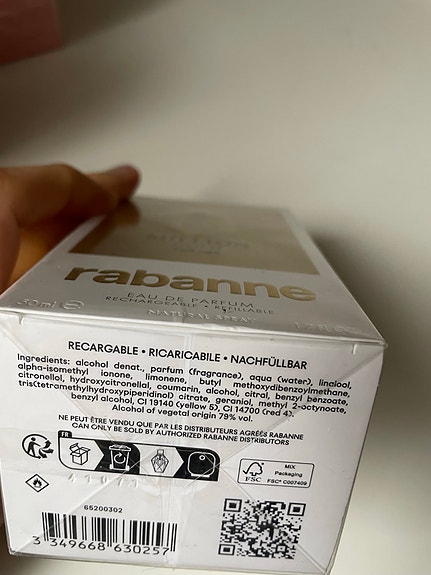 rabanne
EAU DE PARFUM
RECHARGEABLE • REFILLABLE
50ml e
NATURAL SPRAY
RECARGABLE • RICARICABILE • NACHFÜLLBAR
Ingredients: alcohol denat., parfum (fragrance), aqua (water), linalool,
alpha-isomethyl ionone, limonene, butyl methoxydibenzoylmethane,
citronellol, hydroxycitronellal, coumarin, alcohol, citral, benzyl benzoate,
tris(tetramethylhydroxypiperidinol) citrate, geraniol, methyl 2-octynoate,
benzyl alcohol, CI 19140 (yellow 5), CI 14700 (red 4).
Alcohol of vegetal origin 79% vol.
NE PEUT ÊTRE VENDU QUE PAR LES DISTRIBUTEURS AGRÉÉS RABANNE
CAN ONLY BE SOLD BY AUTHORIZED RABANNE DISTRIBUTORS
FR
FSC
MIX
Packaging
FSC® C007409
65200302
3 349668 630257